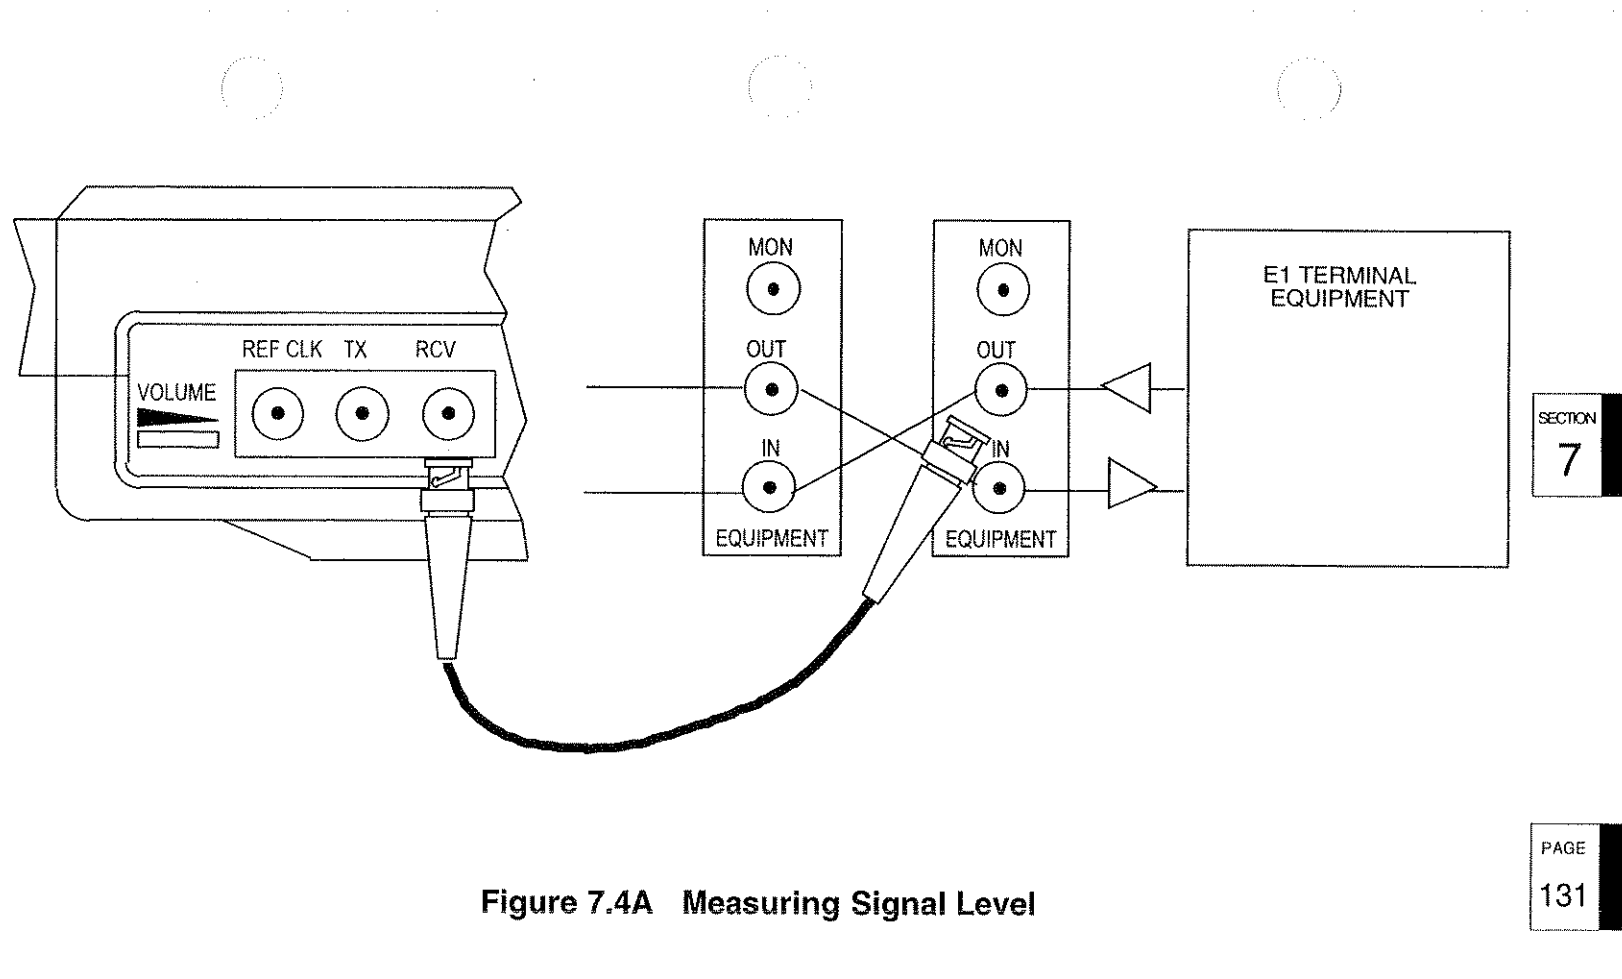 MON
MON
E1 TERMINAL
EQUIPMENT
REF CLK TX RCV
OUT
OUT
VOLUME
SECTION
7
IN
IN
EQUIPMENT
EQUIPMENT
PAGE
131
Figure 7.4A Measuring Signal Level